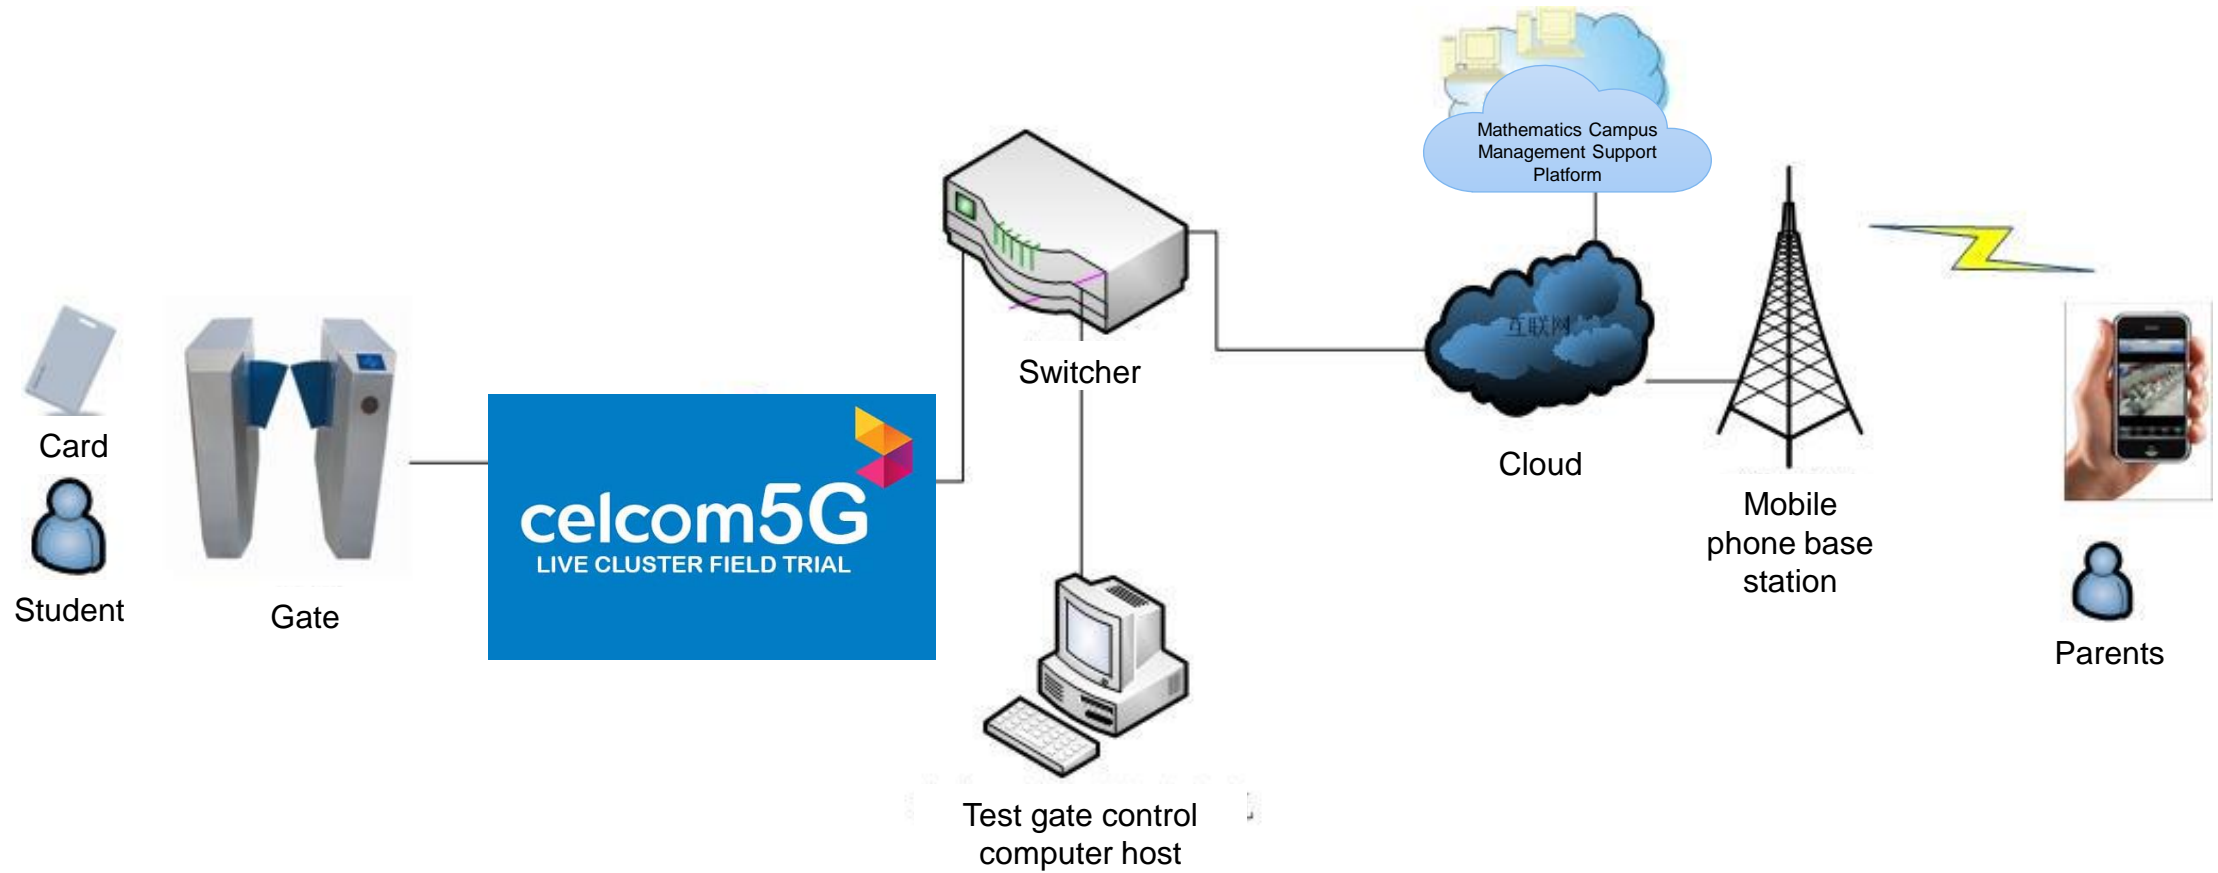 Mathematics Campus
Management Support
Platform
互联网
Switcher
Card
celcom5G
LIVE CLUSTER FIELD TRIAL
Cloud
Mobile
phone base
station
Student
Gate
Parents
Test gate control
computer host